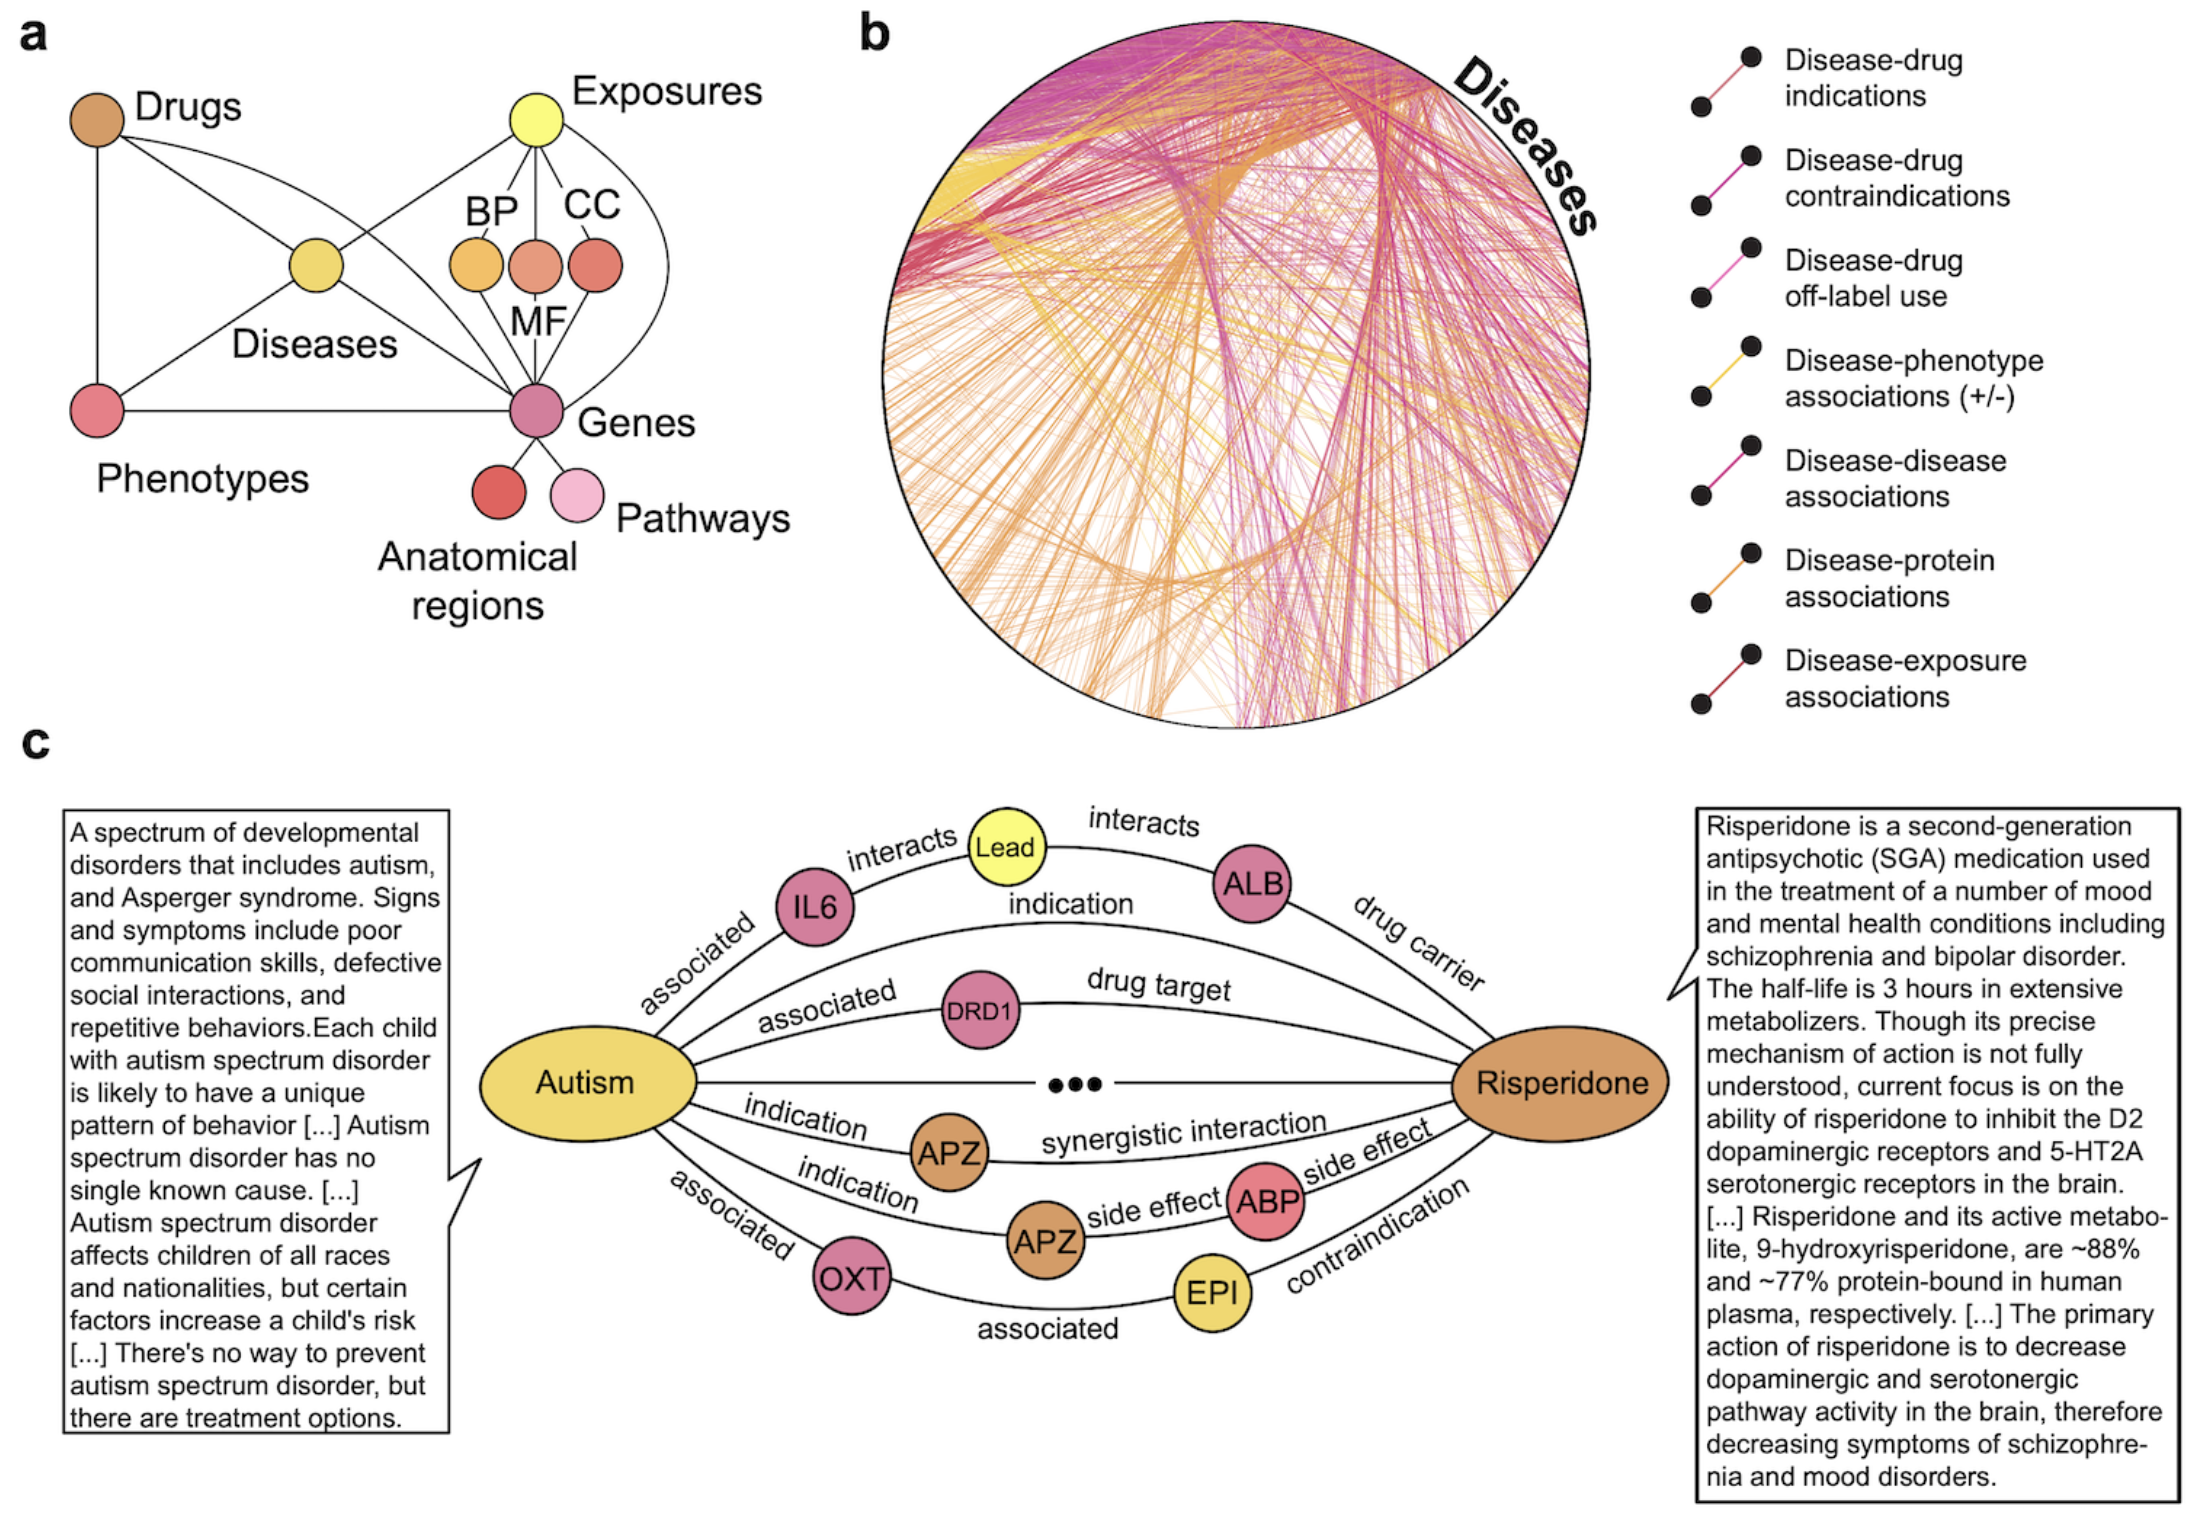 a
Drugs
Exposures
BP
CC
MF
Diseases
Genes
Phenotypes
Pathways
Anatomical
regions
b
Diseases
Disease-drug
indications
Disease-drug
contraindications
Disease-drug
off-label use
Disease-phenotype
associations (+/-)
Disease-disease
associations
Disease-protein
associations
Disease-exposure
associations
c
A spectrum of developmental
disorders that includes autism,
and Asperger syndrome. Signs
and symptoms include poor
communication skills, defective
social interactions, and
repetitive behaviors.Each child
with autism spectrum disorder
is likely to have a unique
pattern of behavior [...] Autism
spectrum disorder has no
single known cause. [...]
Autism spectrum disorder
affects children of all races
and nationalities, but certain
factors increase a child's risk
[...] There's no way to prevent
autism spectrum disorder, but
there are treatment options.
Autism
associated
IL6
interacts
Lead
interacts
ALB
drug carrier
indication
associated
DRD1
drug target
indication
APZ
synergistic interaction
indication
APZ
side effect
ABP
side effect
associated
OXT
associated
EPI
contraindication
Risperidone
Risperidone is a second-generation
antipsychotic (SGA) medication used
in the treatment of a number of mood
and mental health conditions including
schizophrenia and bipolar disorder.
The half-life is 3 hours in extensive
metabolizers. Though its precise
mechanism of action is not fully
understood, current focus is on the
ability of risperidone to inhibit the D2
dopaminergic receptors and 5-HT2A
serotonergic receptors in the brain.
[...] Risperidone and its active metabo-
lite, 9-hydroxyrisperidone, are ~88%
and ~77% protein-bound in human
plasma, respectively. [...] The primary
action of risperidone is to decrease
dopaminergic and serotonergic
pathway activity in the brain, therefore
decreasing symptoms of schizophre-
nia and mood disorders.